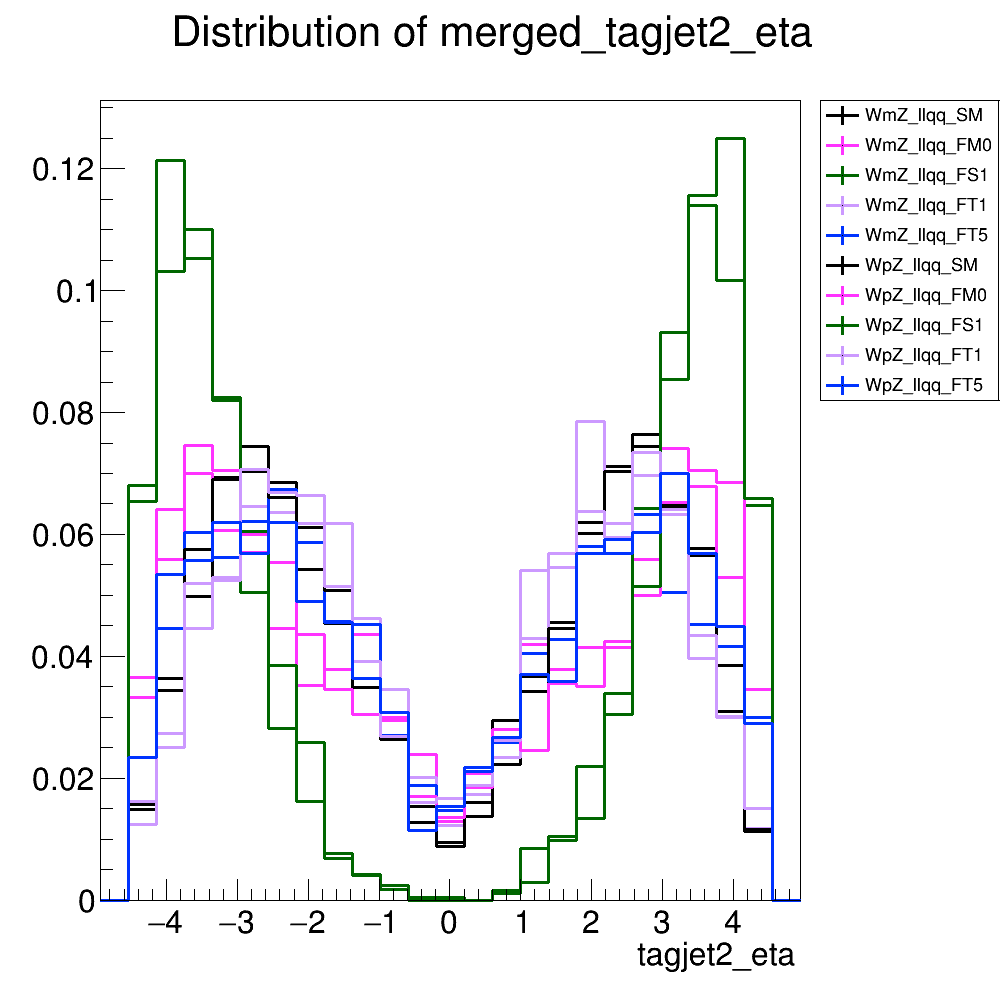 Distribution of merged_tagjet2_eta
WmZ_llqq_SM
WmZ_llqq_FM0
WmZ_llqq_FS1
WmZ_llqq_FT1
WmZ_llqq_FT5
WpZ_llqq_SM
WpZ_llqq_FM0
WpZ_llqq_FS1
WpZ_llqq_FT1
WpZ_llqq_FT5
0.12
0.1
0.08
0.06
0.04
0.02
0
−4 −3 −2 −1 0 1 2 3 4
tagjet2_eta